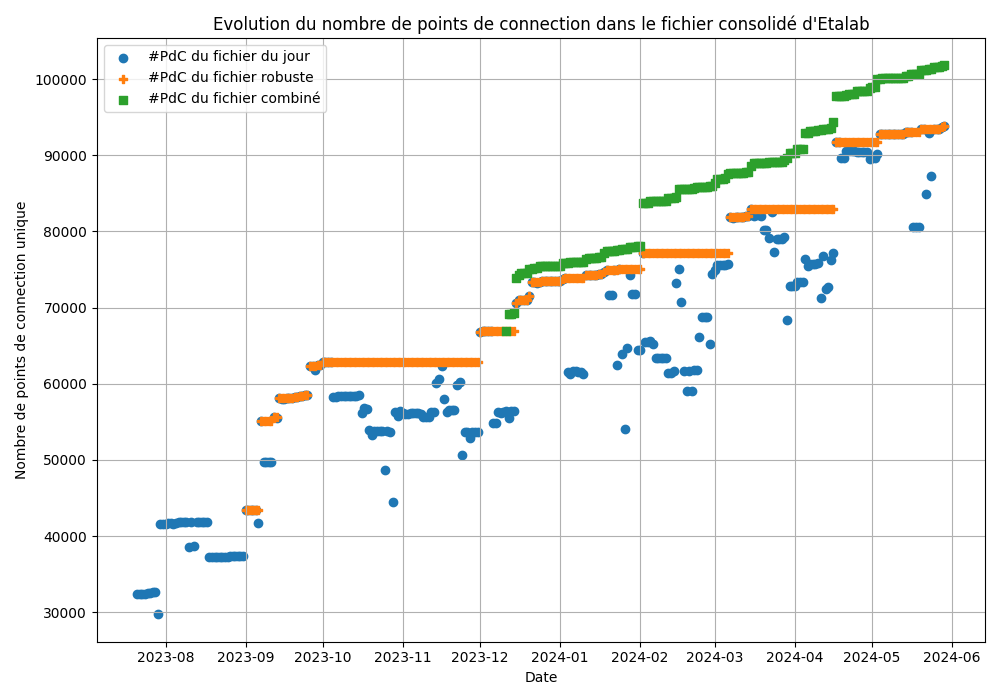 Evolution du nombre de points de connection dans le fichier consolidé d'Etalab
#PdC du fichier du jour
#PdC du fichier robuste
#PdC du fichier combiné
100000
90000
80000
70000
60000
50000
40000
30000
Nombre de points de connection unique
2023-08 2023-09 2023-10 2023-11 2023-12 2024-01 2024-02 2024-03 2024-04 2024-05 2024-06
Date